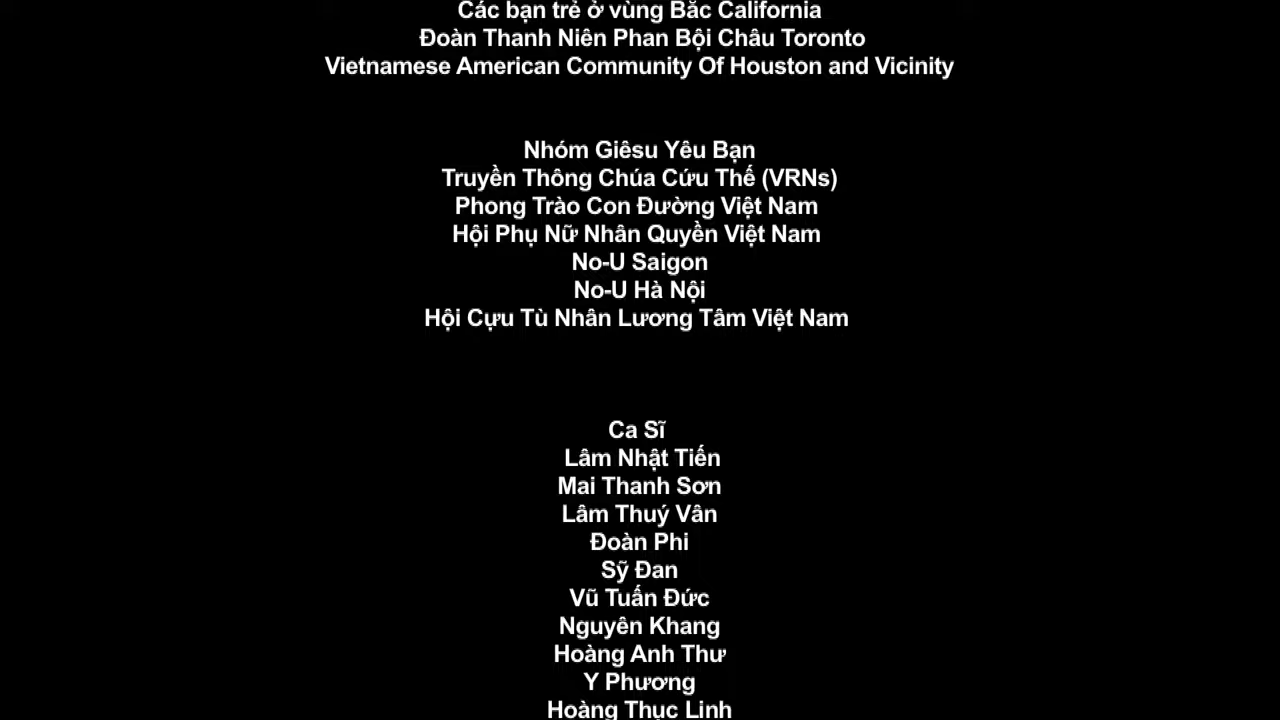 Các bạn trẻ ở vùng Bắc California
Đoàn Thanh Niên Phan Bội Châu Toronto
Vietnamese American Community Of Houston and Vicinity
Nhóm Giêsu Yêu Bạn
Truyền Thông Chúa Cứu Thế (VRNs)
Phong Trào Con Đường Việt Nam
Hội Phụ Nữ Nhân Quyền Việt Nam
No-U Saigon
No-U Hà Nội
Hội Cựu Tù Nhân Lương Tâm Việt Nam
Ca Sĩ
Lâm Nhật Tiến
Mai Thanh Sơn
Lâm Thuý Vân
Đoàn Phi
Sỹ Đan
Vũ Tuấn Đức
Nguyên Khang
Hoàng Anh Thư
Y Phương
Hoàng Thục Linh